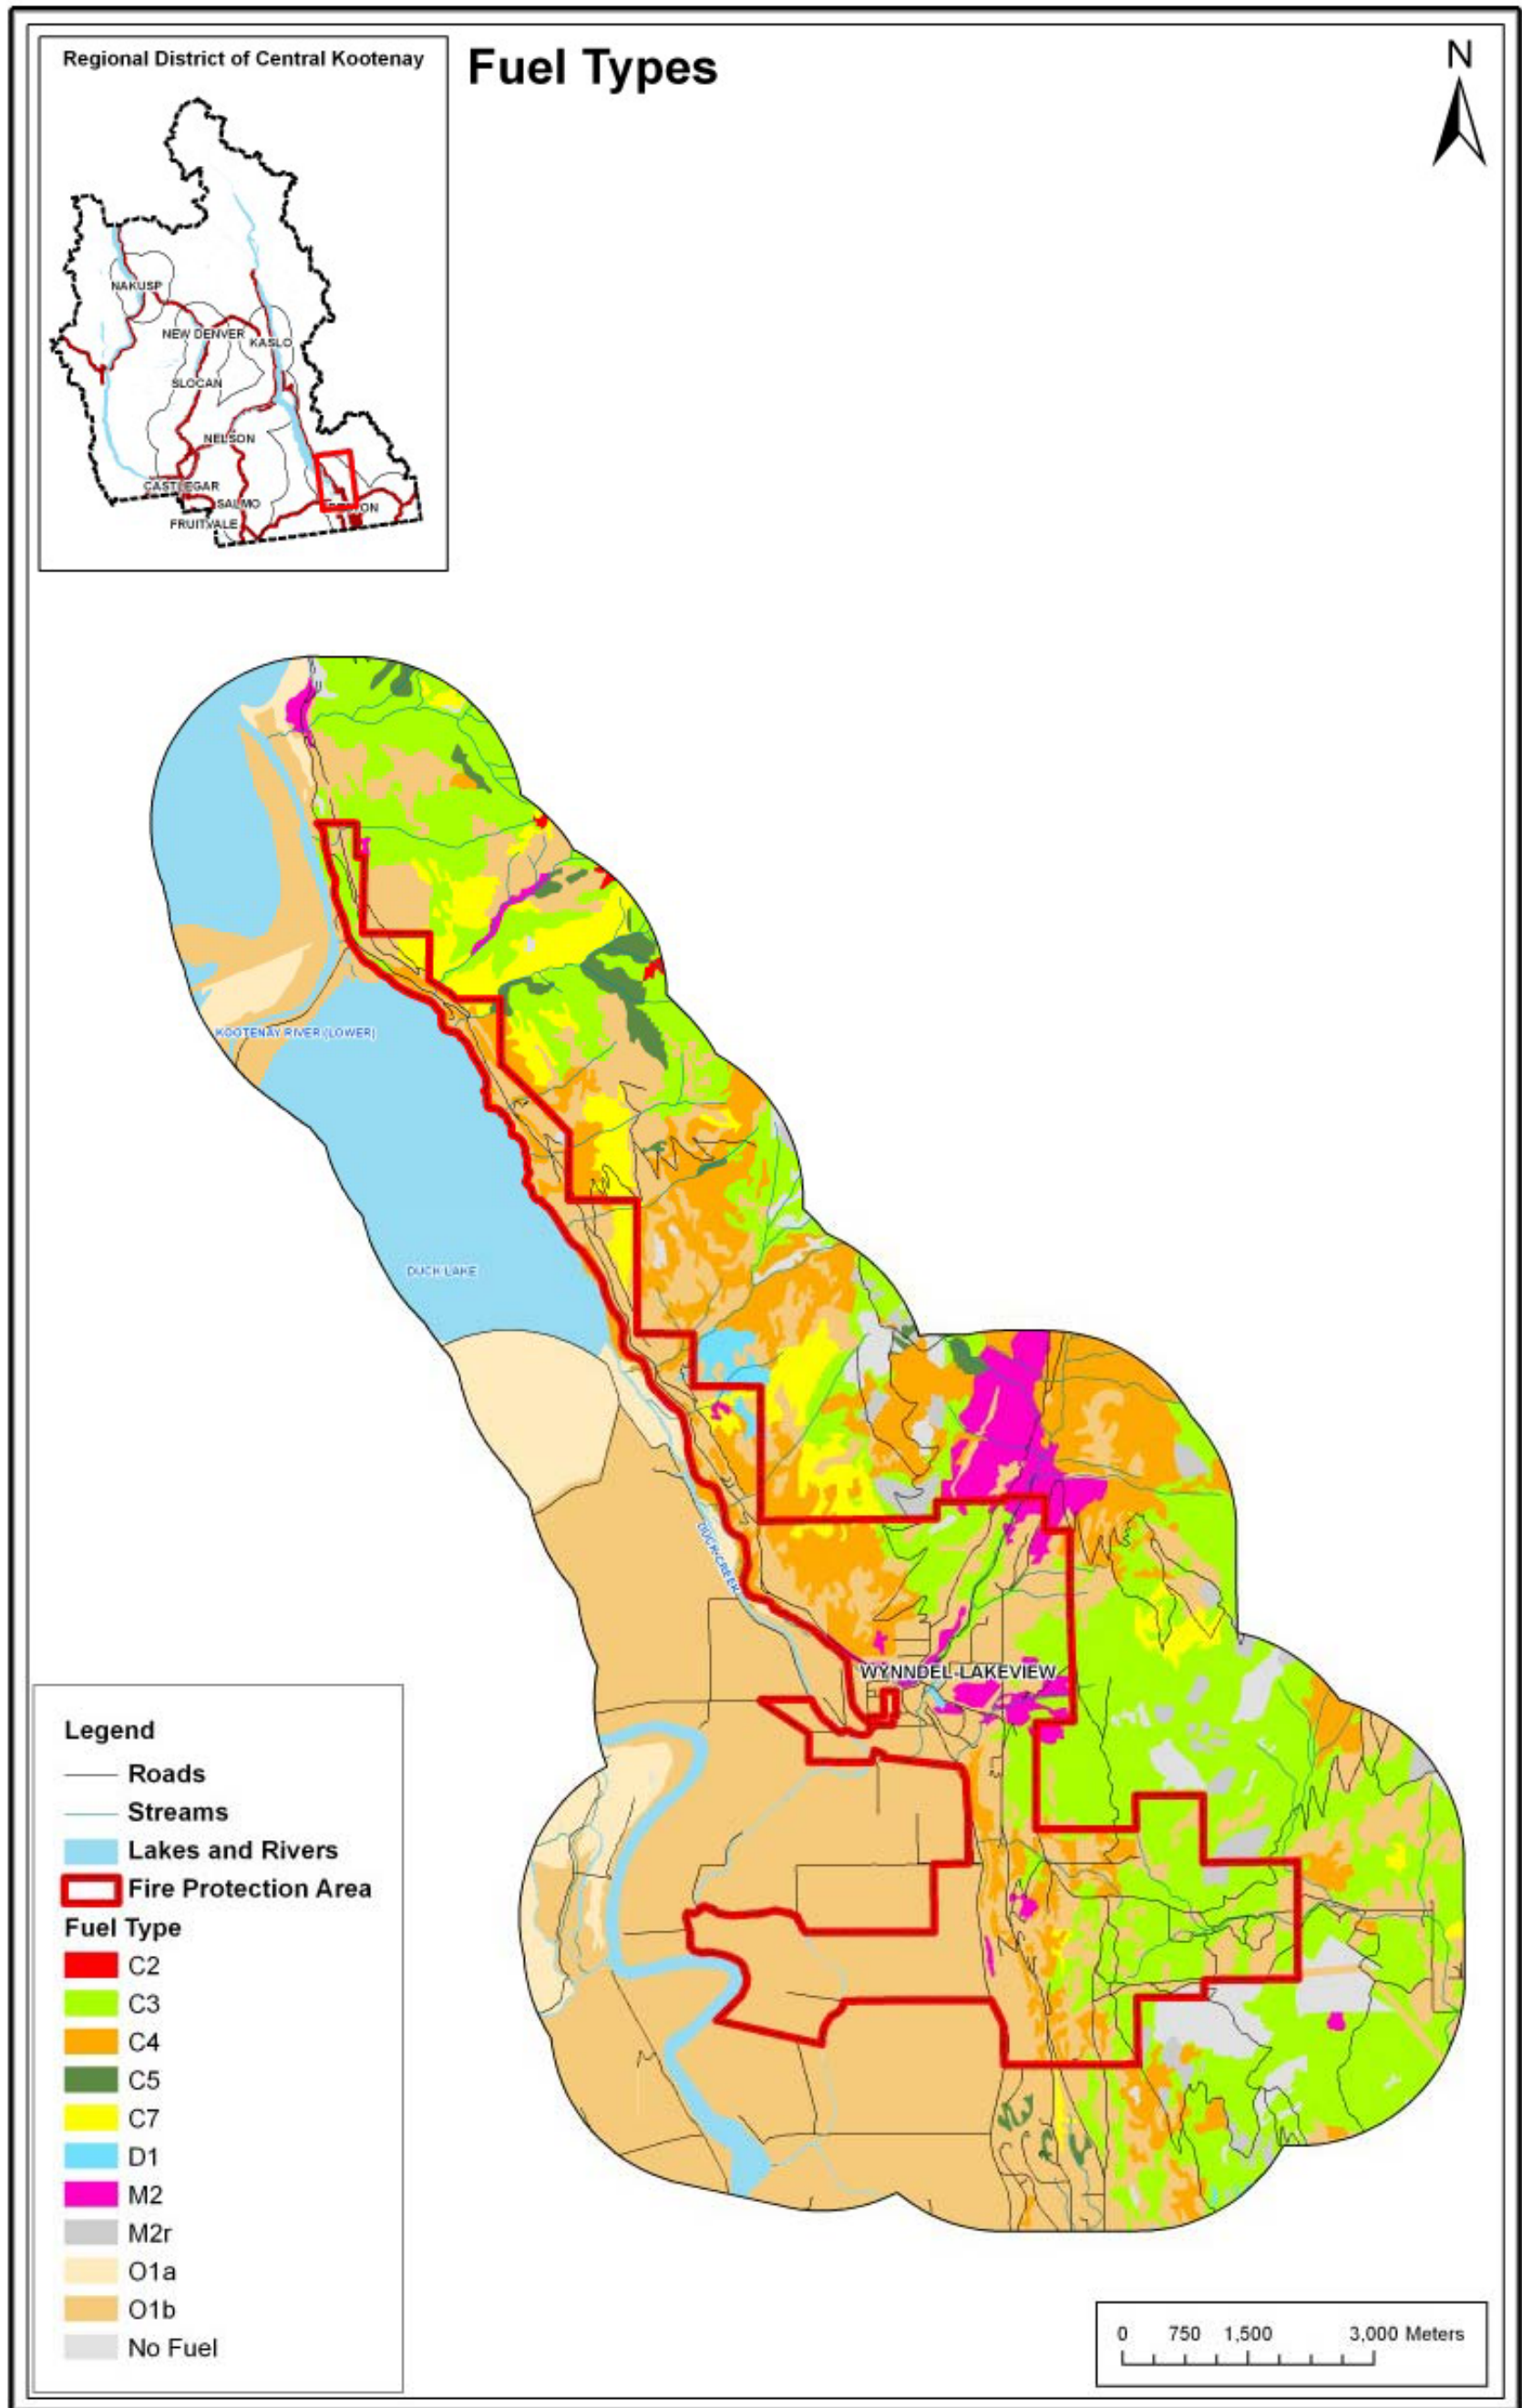 Regional District of Central Kootenay
Fuel Types
N
NAKUSP
NEW DENVER
KASLO
SLOCAN
NELSON
CASTLEGAR
SALMO
FRUITVALE
KOOTENAY RIVER (LOWER)
DUCK LAKE
DUCK CREEK
WYNNDEL-LAKEVIEW
Legend
Roads
Streams
Lakes and Rivers
Fire Protection Area
Fuel Type
C2
C3
C4
C5
C7
D1
M2
M2r
O1a
O1b
No Fuel
0 750 1,500 3,000 Meters